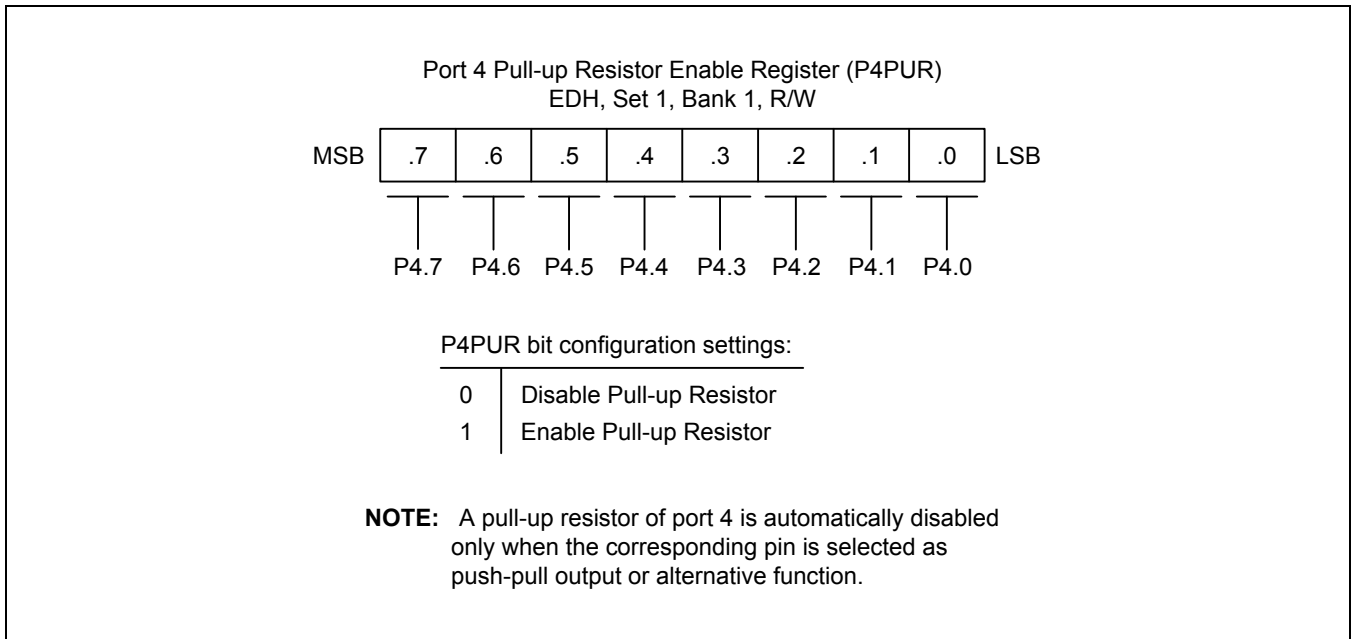 Port 4 Pull-up Resistor Enable Register (P4PUR)
EDH, Set 1, Bank 1, R/W
MSB .7 .6 .5 .4 .3 .2 .1 .0 LSB
P4.7 P4.6 P4.5 P4.4 P4.3 P4.2 P4.1 P4.0
P4PUR bit configuration settings:
0 Disable Pull-up Resistor
1 Enable Pull-up Resistor
NOTE: A pull-up resistor of port 4 is automatically disabled
only when the corresponding pin is selected as
push-pull output or alternative function.